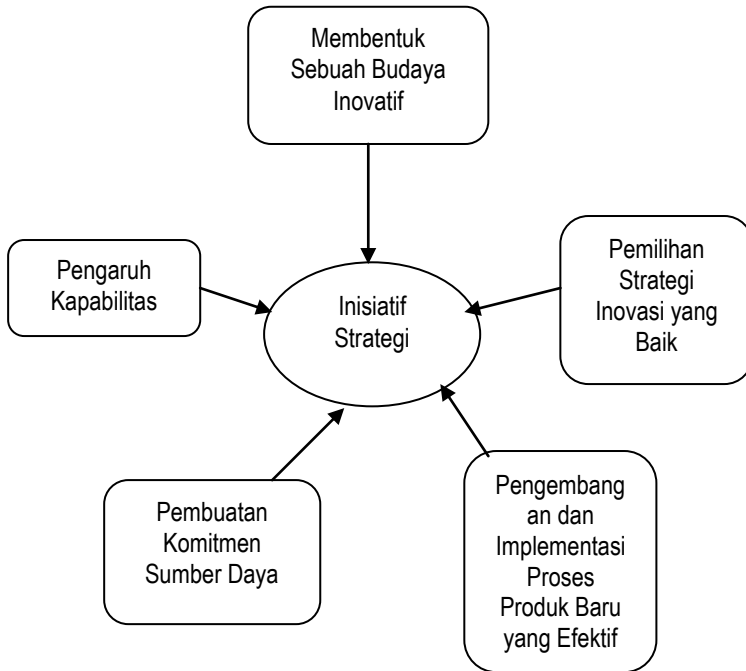 Membentuk
Sebuah Budaya
Inovatif
Pengaruh
Kapabilitas
Inisiatif
Strategi
Pemilihan
Strategi
Inovasi yang
Baik
Pembuatan
Komitmen
Sumber Daya
Pengembang
an dan
Implementasi
Proses
Produk Baru
yang Efektif